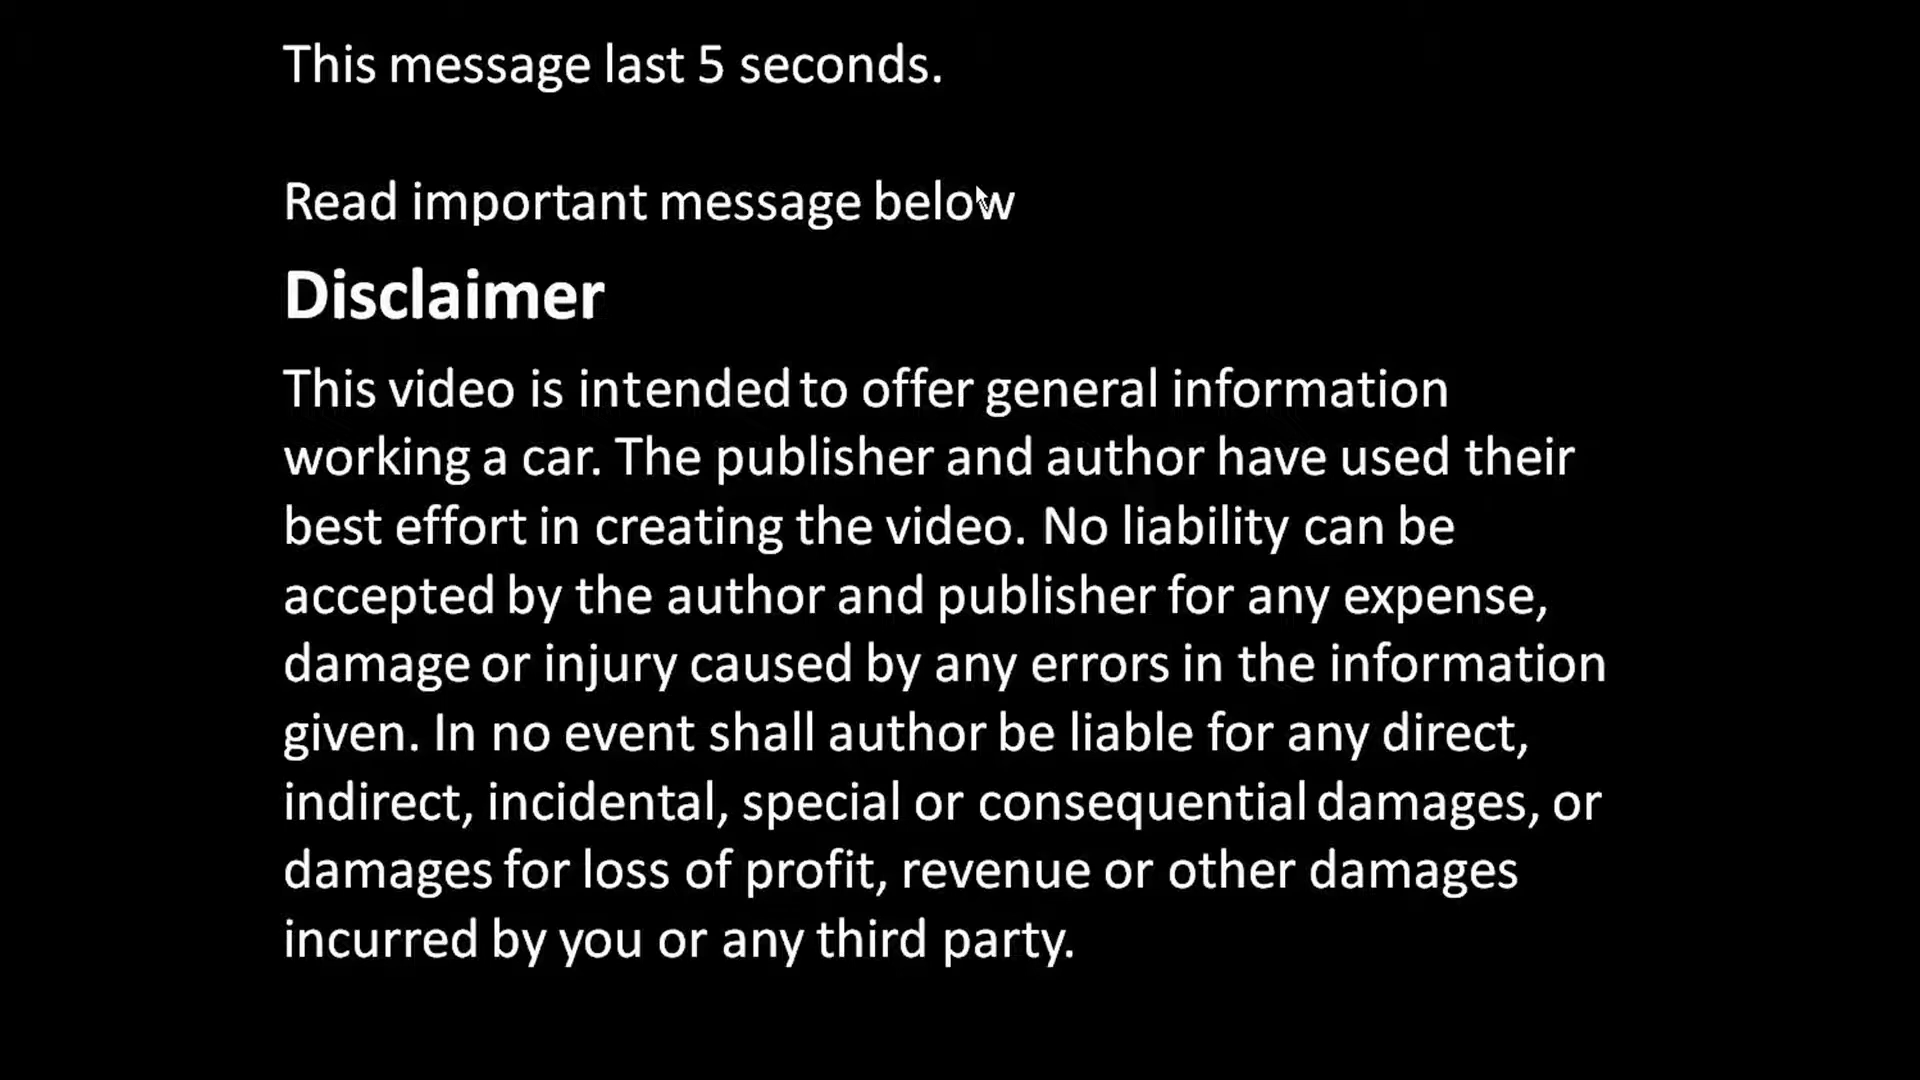 This message last 5 seconds.
Read important message below
Disclaimer
This video is intended to offer general information
working a car. The publisher and author have used their
best effort in creating the video. No liability can be
accepted by the author and publisher for any expense,
damage or injury caused by any errors in the information
given. In no event shall author be liable for any direct,
indirect, incidental, special or consequential damages, or
damages for loss of profit, revenue or other damages
incurred by you or any third party.